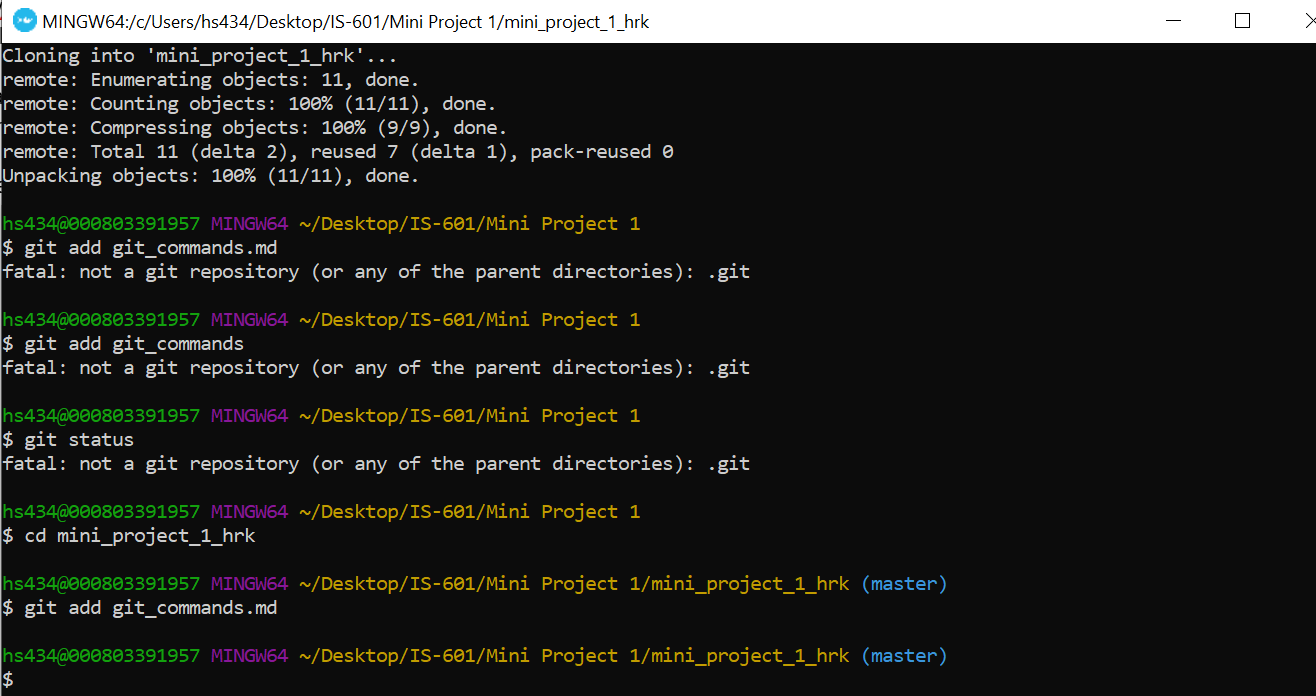 MINGW64:/c/Users/hs434/Desktop/IS-601/Mini Project 1/mini_project_1_hrk
Cloning into 'mini_project_1_hrk'...
remote: Enumerating objects: 11, done.
remote: Counting objects: 100% (11/11), done.
remote: Compressing objects: 100% (9/9), done.
remote: Total 11 (delta 2), reused 7 (delta 1), pack-reused 0
Unpacking objects: 100% (11/11), done.
hs434@000803391957 MINGW64 ~/Desktop/IS-601/Mini Project 1
$ git add git_commands.md
fatal: not a git repository (or any of the parent directories): .git
hs434@000803391957 MINGW64 ~/Desktop/IS-601/Mini Project 1
$ git add git_commands
fatal: not a git repository (or any of the parent directories): .git
hs434@000803391957 MINGW64 ~/Desktop/IS-601/Mini Project 1
$ git status
fatal: not a git repository (or any of the parent directories): .git
hs434@000803391957 MINGW64 ~/Desktop/IS-601/Mini Project 1
$ cd mini_project_1_hrk
hs434@000803391957 MINGW64 ~/Desktop/IS-601/Mini Project 1/mini_project_1_hrk (master)
$ git add git_commands.md
hs434@000803391957 MINGW64 ~/Desktop/IS-601/Mini Project 1/mini_project_1_hrk (master)
$